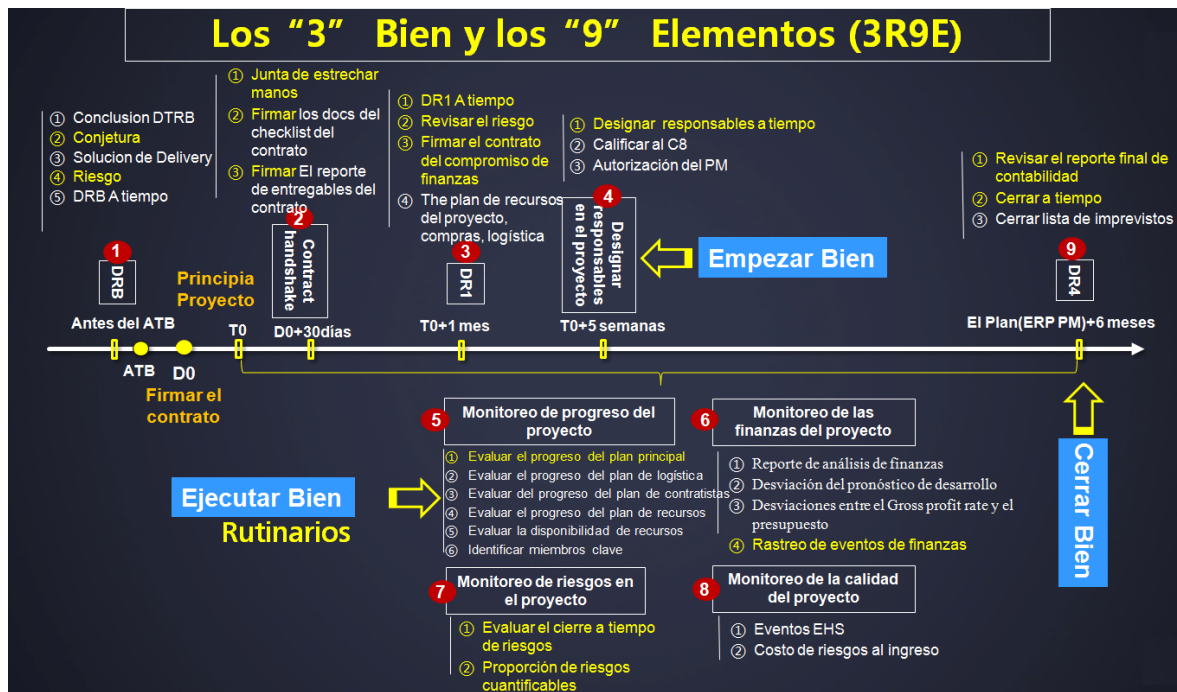 Los “3” Bien y los “9” Elementos (3R9E)
① Conclusion DTRB
② Conjetura
③ Solucion de Delivery
④ Riesgo
⑤ DRB A tiempo
① Junta de estrechar
manos
② Firmar los docs del
checklist del
contrato
③ Firmar El reporte
de entregables del
contrato
① DR1 A tiempo
② Revisar el riesgo
③ Firmar el contrato
del compromiso de
finanzas
④ The plan de recursos
del proyecto,
compras, logística
① Designar responsables a tiempo
② Calificar al C8
③ Autorización del PM
① Revisar el reporte final de
contabilidad
② Cerrar a tiempo
③ Cerrar lista de imprevistos
1
DRB
2
Contract
handshake
3
DR1
4
Designar
responsables
en el proyecto
Empezar Bien
9
DR4
Principia
Proyecto
Antes del ATB
T0
D0+30días
T0+1 mes
T0+5 semanas
El Plan(ERP PM)+6 meses
ATB
D0
Firmar el
contrato
5
Monitoreo de progreso del
proyecto
① Evaluar el progreso del plan principal
② Evaluar el progreso del plan de logística
③ Evaluar del progreso del plan de contratistas
④ Evaluar el progreso del plan de recursos
⑤ Evaluar la disponibilidad de recursos
⑥ Identificar miembros clave
6
Monitoreo de las
finanzas del proyecto
① Reporte de análisis de finanzas
② Desviación del pronóstico de desarrollo
③ Desviaciones entre el Gross profit rate y el
presupuesto
④ Rastreo de eventos de finanzas
Ejecutar Bien
Rutinarios
Cerrar Bien
7
Monitoreo de riesgos en
el proyecto
① Evaluar el cierre a tiempo
de riesgos
② Proporción de riesgos
cuantificables
8
Monitoreo de la calidad
del proyecto
① Eventos EHS
② Costo de riesgos al ingreso